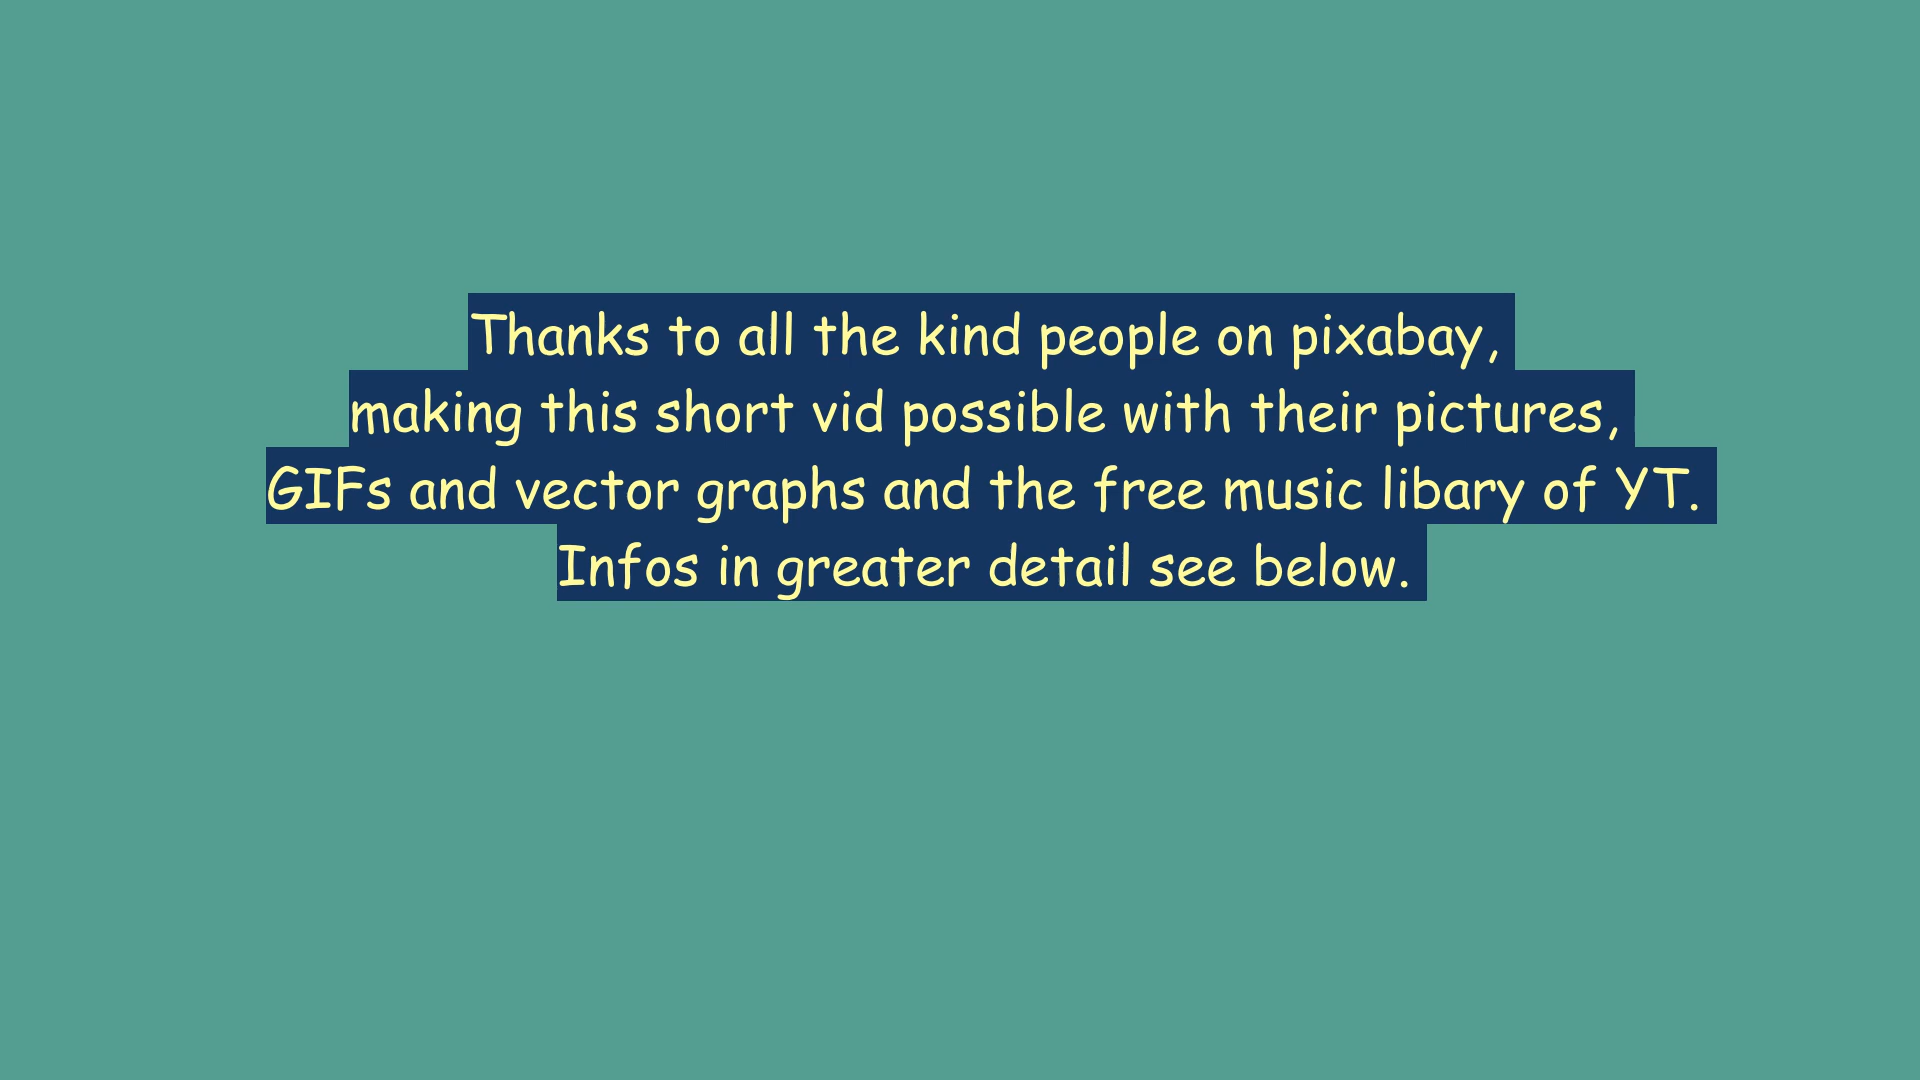 Thanks to all the kind people on pixabay,
making this short vid possible with their pictures,
GIFs and vector graphs and the free music libary of YT.
Infos in greater detail see below.